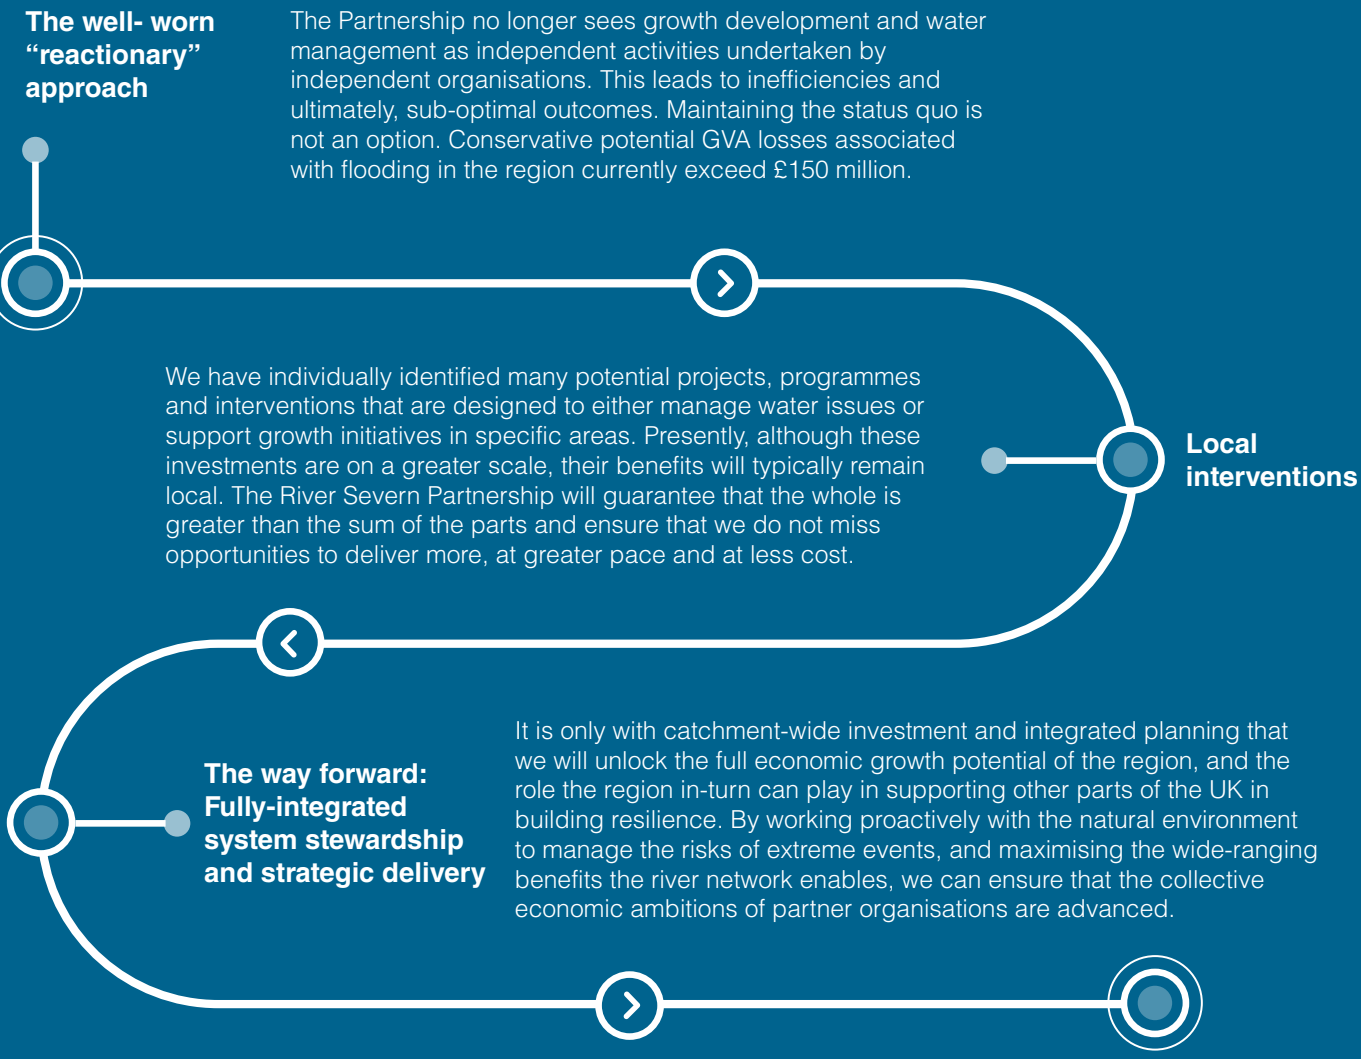 The well- worn
“reactionary”
approach
The Partnership no longer sees growth development and water
management as independent activities undertaken by
independent organisations. This leads to inefficiencies and
ultimately, sub-optimal outcomes. Maintaining the status quo is
not an option. Conservative potential GVA losses associated
with flooding in the region currently exceed £150 million.
We have individually identified many potential projects, programmes
and interventions that are designed to either manage water issues or
support growth initiatives in specific areas. Presently, although these
investments are on a greater scale, their benefits will typically remain
local. The River Severn Partnership will guarantee that the whole is
greater than the sum of the parts and ensure that we do not miss
opportunities to deliver more, at greater pace and at less cost.
Local
interventions
The way forward:
Fully-integrated
system stewardship
and strategic delivery
It is only with catchment-wide investment and integrated planning that
we will unlock the full economic growth potential of the region, and the
role the region in-turn can play in supporting other parts of the UK in
building resilience. By working proactively with the natural environment
to manage the risks of extreme events, and maximising the wide-ranging
benefits the river network enables, we can ensure that the collective
economic ambitions of partner organisations are advanced.